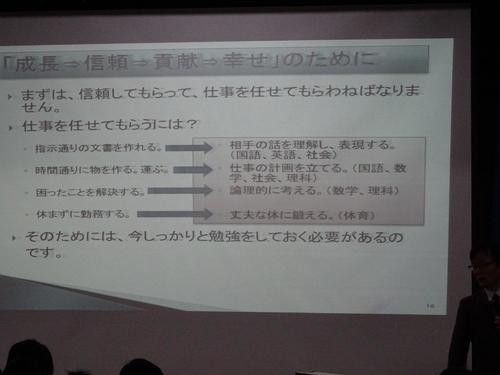 「成長⇒信頼⇒貢献⇒幸せ」のために
まずは、信頼してもらって、仕事を任せてもらわねばなりま
せん。
仕事を任せてもらうには？
指示通りの文書を作れる。 相手の話を理解し、表現する。
（国語、英語、社会）
時間通りに物を作る。運ぶ。 仕事の計画を立てる。（国語、数
学、社会、理科）
困ったことを解決する。 論理的に考える。（数学、理科）
休まずに勤務する。 丈夫な体に鍛える。（体育）
そのためには、今しっかりと勉強をしておく必要があるの
です。
16